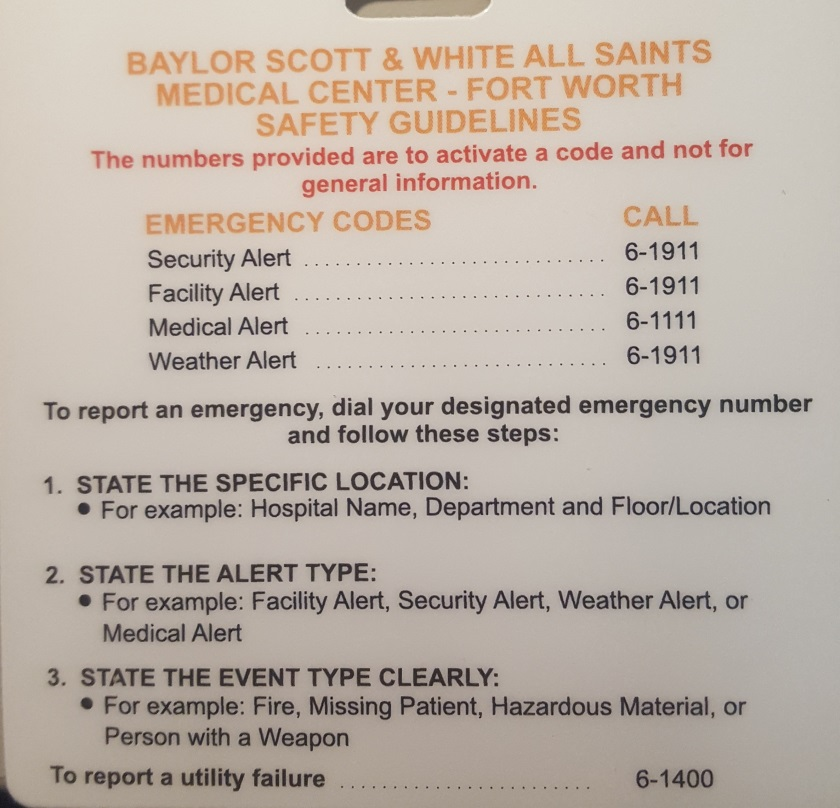 BAYLOR SCOTT & WHITE ALL SAINTS
MEDICAL CENTER - FORT WORTH
SAFETY GUIDELINES
The numbers provided are to activate a code and not for
general information.
EMERGENCY CODES CALL
Security Alert ............................. 6-1911
Facility Alert .............................. 6-1911
Medical Alert ............................. 6-1111
Weather Alert ............................ 6-1911
To report an emergency, dial your designated emergency number
and follow these steps:
1. STATE THE SPECIFIC LOCATION:
● For example: Hospital Name, Department and Floor/Location
2. STATE THE ALERT TYPE:
● For example: Facility Alert, Security Alert, Weather Alert, or
Medical Alert
3. STATE THE EVENT TYPE CLEARLY:
● For example: Fire, Missing Patient, Hazardous Material, or
Person with a Weapon
To report a utility failure ........................ 6-1400